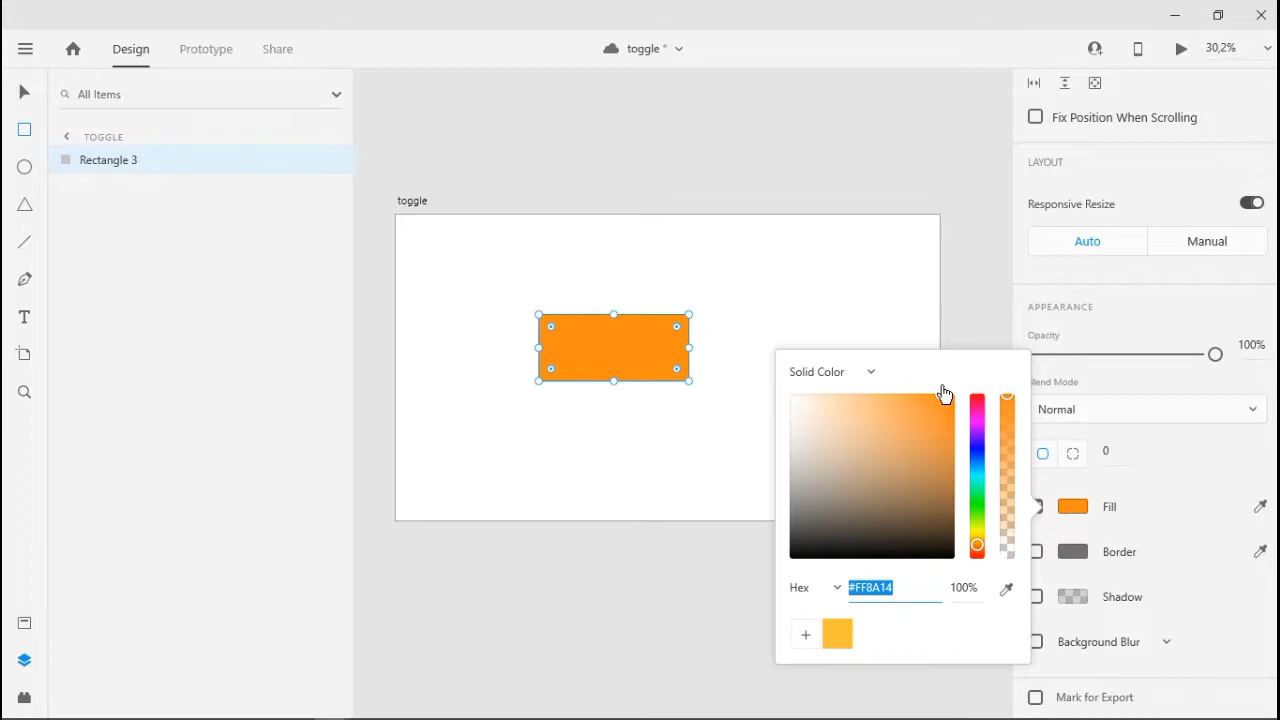 Design
Prototype
Share
toggle *
30,2%
All Items
TOGGLE
Rectangle 3
toggle
Fix Position When Scrolling
LAYOUT
Responsive Resize
Auto
Manual
APPEARANCE
Opacity
100%
Blend Mode
Normal
0
Fill
Border
Shadow
Background Blur
Mark for Export
Solid Color
Hex
#FF8A14
100%